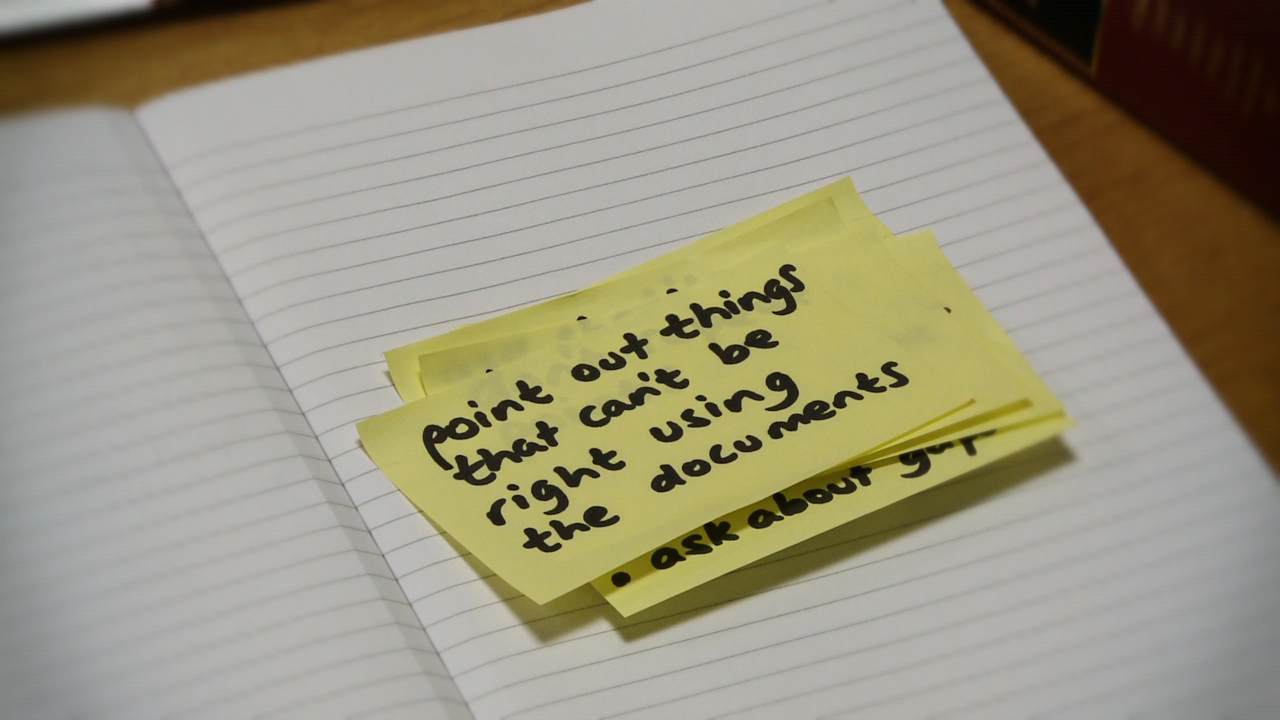 point out things
that can't be
right using
the documents
• ask about